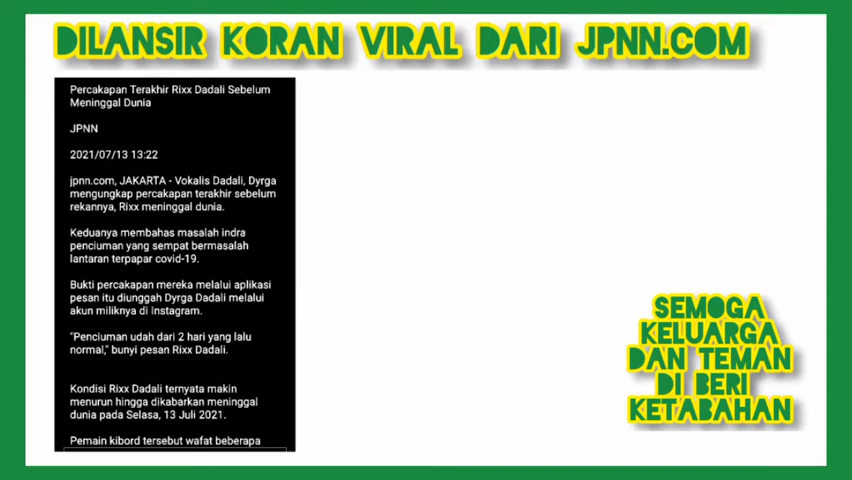 DILANSIR KORAN VIRAL DARI JPNN.COM
Percakapan Terakhir Rixx Dadali Sebelum
Meninggal Dunia
JPNN
2021/07/13 13:22
jpnn.com, JAKARTA - Vokalis Dadali, Dyrga
mengungkap percakapan terakhir sebelum
rekannya, Rixx meninggal dunia.
Keduanya membahas masalah indra
penciuman yang sempat bermasalah
lantaran terpapar covid-19.
Bukti percakapan mereka melalui aplikasi
pesan itu diunggah Dyrga Dadali melalui
akun miliknya di Instagram.
"Penciuman udah dari 2 hari yang lalu
normal," bunyi pesan Rixx Dadali.
Kondisi Rixx Dadali ternyata makin
menurun hingga dikabarkan meninggal
dunia pada Selasa, 13 Juli 2021.
Pemain kibord tersebut wafat beberapa
SEMOGA
KELUARGA
DAN TEMAN
DI BERI
KETABAHAN